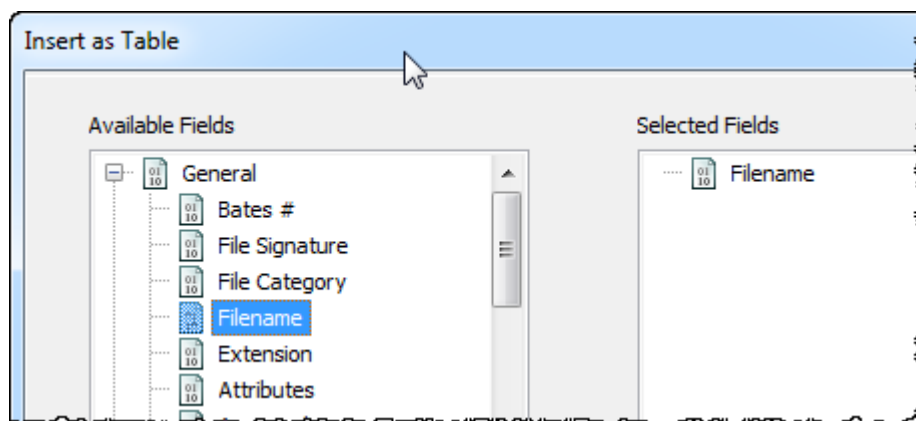 Insert as Table
Available Fields
Selected Fields
General
Bates #
File Signature
File Category
Filename
Extension
Attributes
Filename